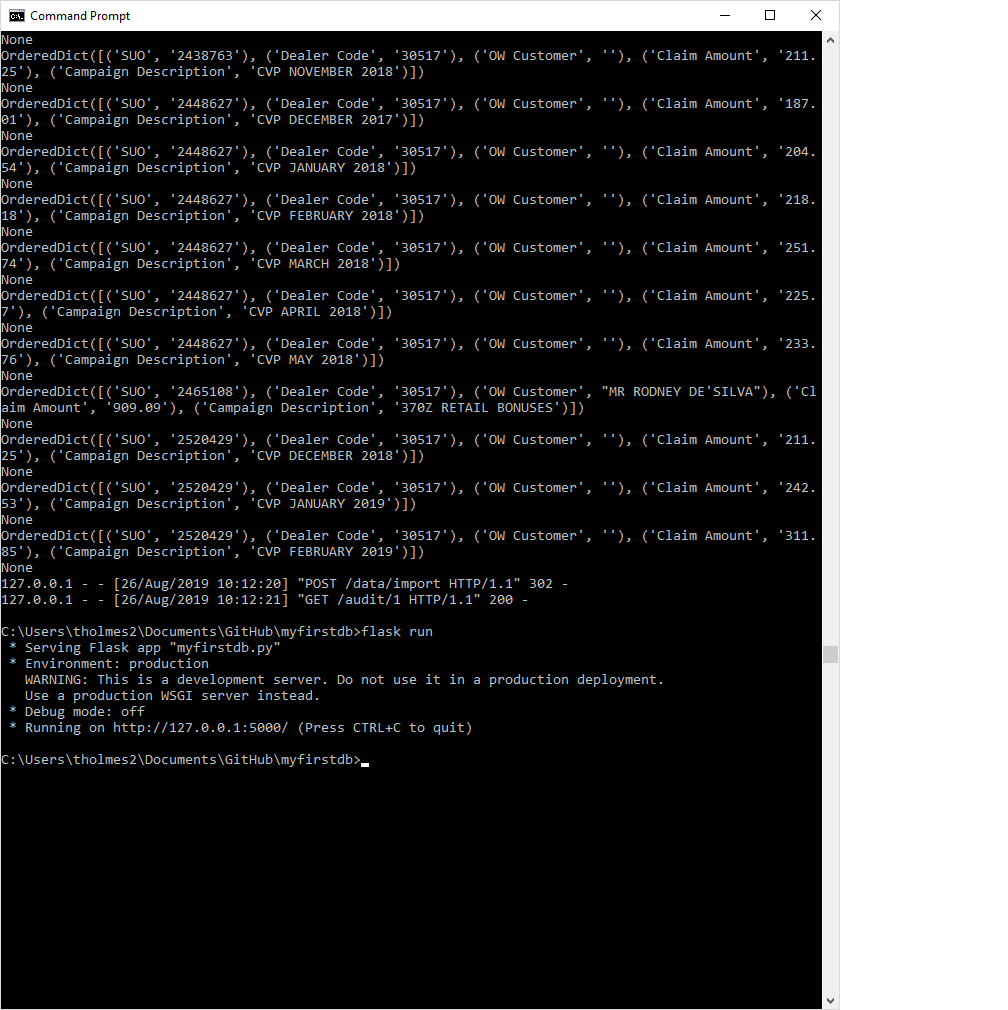 Command Prompt
None
OrderedDict([('SUO', '2438763'), ('Dealer Code', '30517'), ('OW Customer', ''), ('Claim Amount', '211.
25'), ('Campaign Description', 'CVP NOVEMBER 2018')])
None
OrderedDict([('SUO', '2448627'), ('Dealer Code', '30517'), ('OW Customer', ''), ('Claim Amount', '187.
01'), ('Campaign Description', 'CVP DECEMBER 2017')])
None
OrderedDict([('SUO', '2448627'), ('Dealer Code', '30517'), ('OW Customer', ''), ('Claim Amount', '204.
54'), ('Campaign Description', 'CVP JANUARY 2018')])
None
OrderedDict([('SUO', '2448627'), ('Dealer Code', '30517'), ('OW Customer', ''), ('Claim Amount', '218.
18'), ('Campaign Description', 'CVP FEBRUARY 2018')])
None
OrderedDict([('SUO', '2448627'), ('Dealer Code', '30517'), ('OW Customer', ''), ('Claim Amount', '251.
74'), ('Campaign Description', 'CVP MARCH 2018')])
None
OrderedDict([('SUO', '2448627'), ('Dealer Code', '30517'), ('OW Customer', ''), ('Claim Amount', '225.
7'), ('Campaign Description', 'CVP APRIL 2018')])
None
OrderedDict([('SUO', '2448627'), ('Dealer Code', '30517'), ('OW Customer', ''), ('Claim Amount', '233.
76'), ('Campaign Description', 'CVP MAY 2018')])
None
OrderedDict([('SUO', '2465108'), ('Dealer Code', '30517'), ('OW Customer', "MR RODNEY DE'SILVA"), ('Cl
aim Amount', '909.09'), ('Campaign Description', '370Z RETAIL BONUSES')])
None
OrderedDict([('SUO', '2520429'), ('Dealer Code', '30517'), ('OW Customer', ''), ('Claim Amount', '211.
25'), ('Campaign Description', 'CVP DECEMBER 2018')])
None
OrderedDict([('SUO', '2520429'), ('Dealer Code', '30517'), ('OW Customer', ''), ('Claim Amount', '242.
53'), ('Campaign Description', 'CVP JANUARY 2019')])
None
OrderedDict([('SUO', '2520429'), ('Dealer Code', '30517'), ('OW Customer', ''), ('Claim Amount', '311.
85'), ('Campaign Description', 'CVP FEBRUARY 2019')])
None
127.0.0.1 - - [26/Aug/2019 10:12:20] "POST /data/import HTTP/1.1" 302 -
127.0.0.1 - - [26/Aug/2019 10:12:21] "GET /audit/1 HTTP/1.1" 200 -
C:\Users\tholmes2\Documents\GitHub\myfirstdb>flask run
* Serving Flask app "myfirstdb.py"
* Environment: production
WARNING: This is a development server. Do not use it in a production deployment.
Use a production WSGI server instead.
* Debug mode: off
* Running on http://127.0.0.1:5000/ (Press CTRL+C to quit)
C:\Users\tholmes2\Documents\GitHub\myfirstdb>